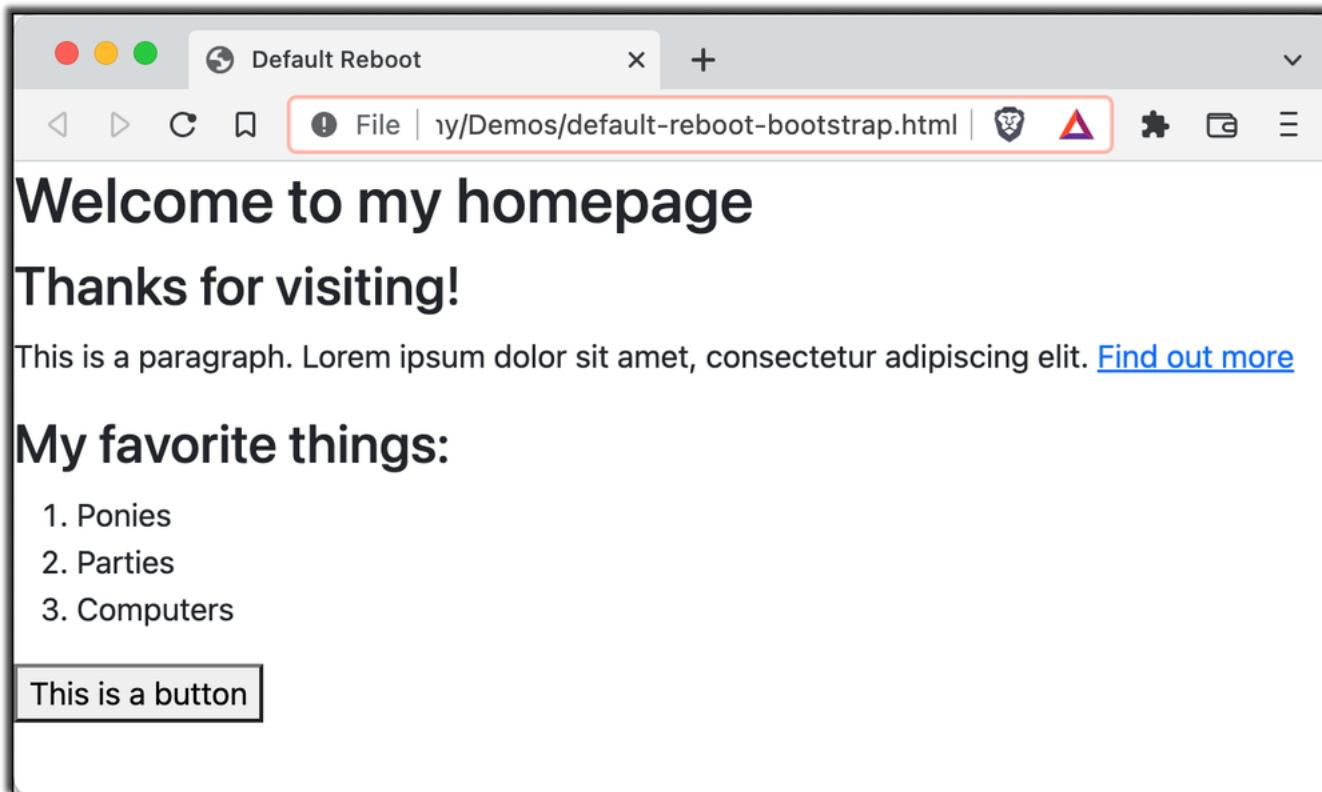 Default Reboot
File | ny/Demos/default-reboot-bootstrap.html
Welcome to my homepage
Thanks for visiting!
This is a paragraph. Lorem ipsum dolor sit amet, consectetur adipiscing elit. Find out more
My favorite things:
1. Ponies
2. Parties
3. Computers
This is a button